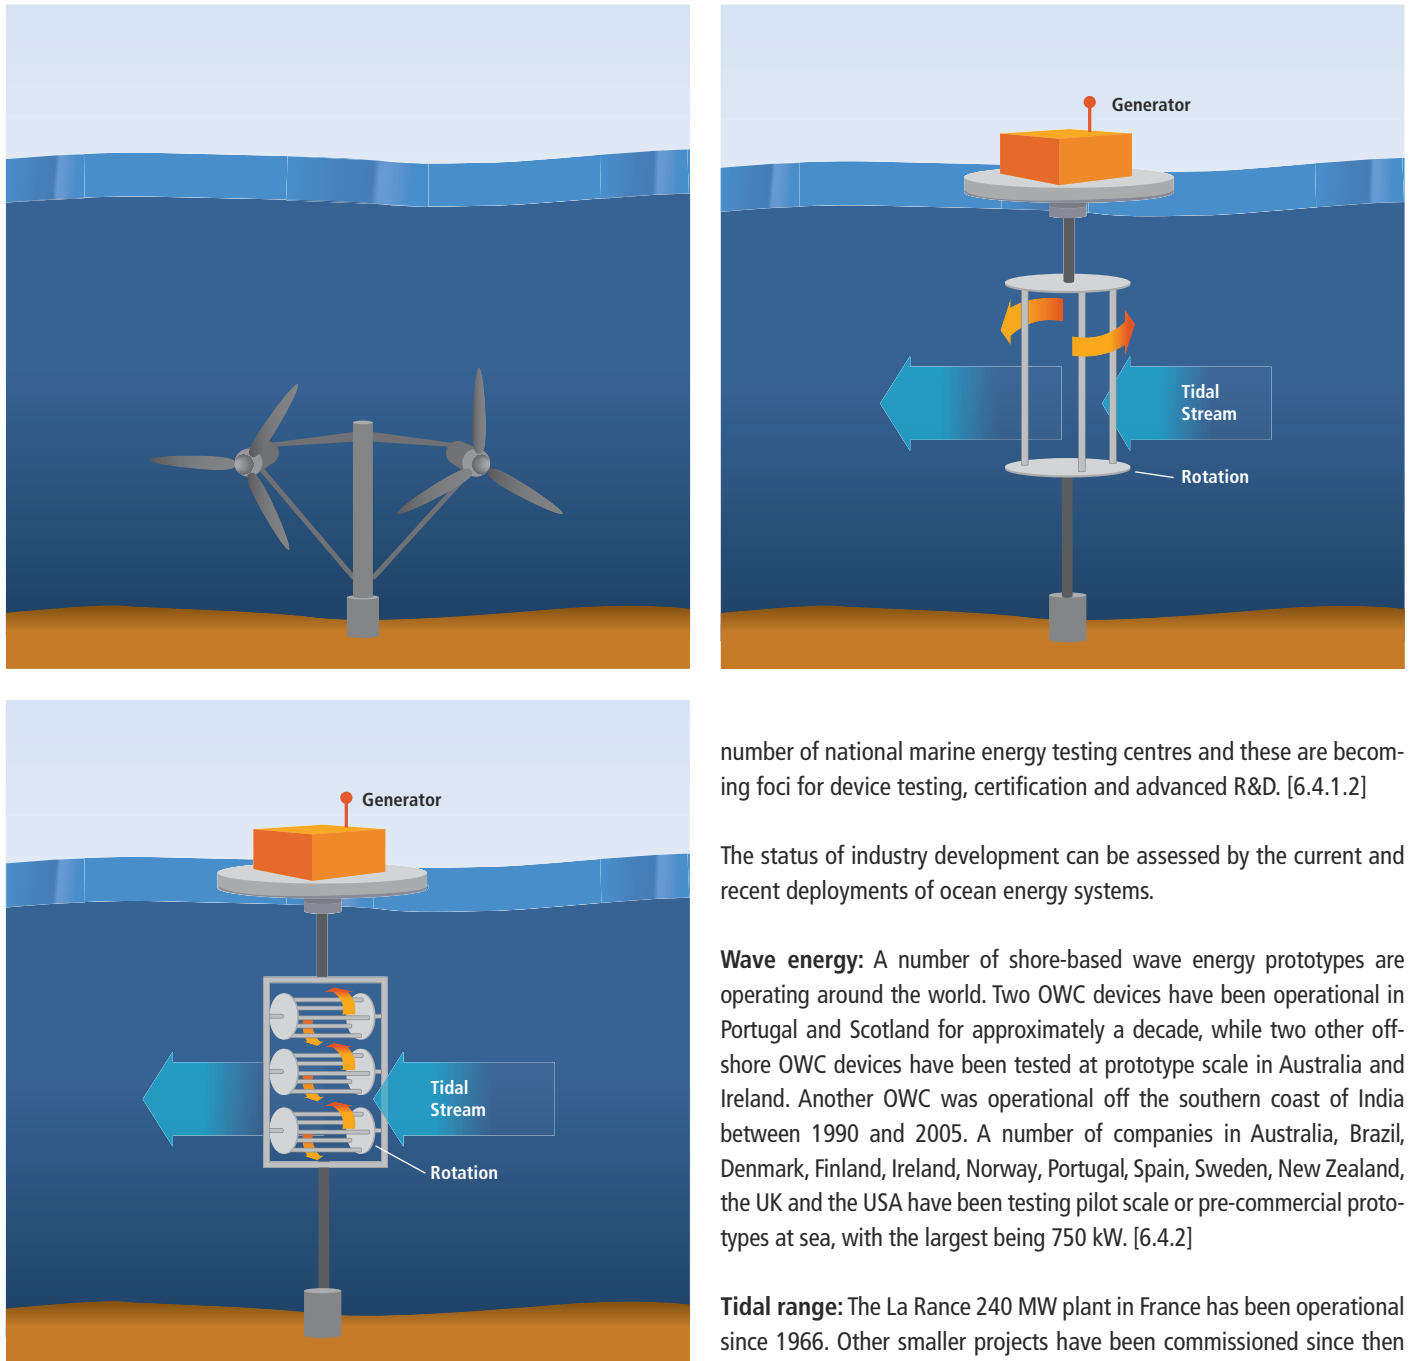 Generator
Tidal
Stream
Rotation
Generator
Tidal
Stream
Rotation
number of national marine energy testing centres and these are becom-
ing foci for device testing, certification and advanced R&D. [6.4.1.2]
The status of industry development can be assessed by the current and
recent deployments of ocean energy systems.
Wave energy: A number of shore-based wave energy prototypes are
operating around the world. Two OWC devices have been operational in
Portugal and Scotland for approximately a decade, while two other off-
shore OWC devices have been tested at prototype scale in Australia and
Ireland. Another OWC was operational off the southern coast of India
between 1990 and 2005. A number of companies in Australia, Brazil,
Denmark, Finland, Ireland, Norway, Portugal, Spain, Sweden, New Zealand,
the UK and the USA have been testing pilot scale or pre-commercial proto-
types at sea, with the largest being 750 kW. [6.4.2]
Tidal range: The La Rance 240 MW plant in France has been operational
since 1966. Other smaller projects have been commissioned since then